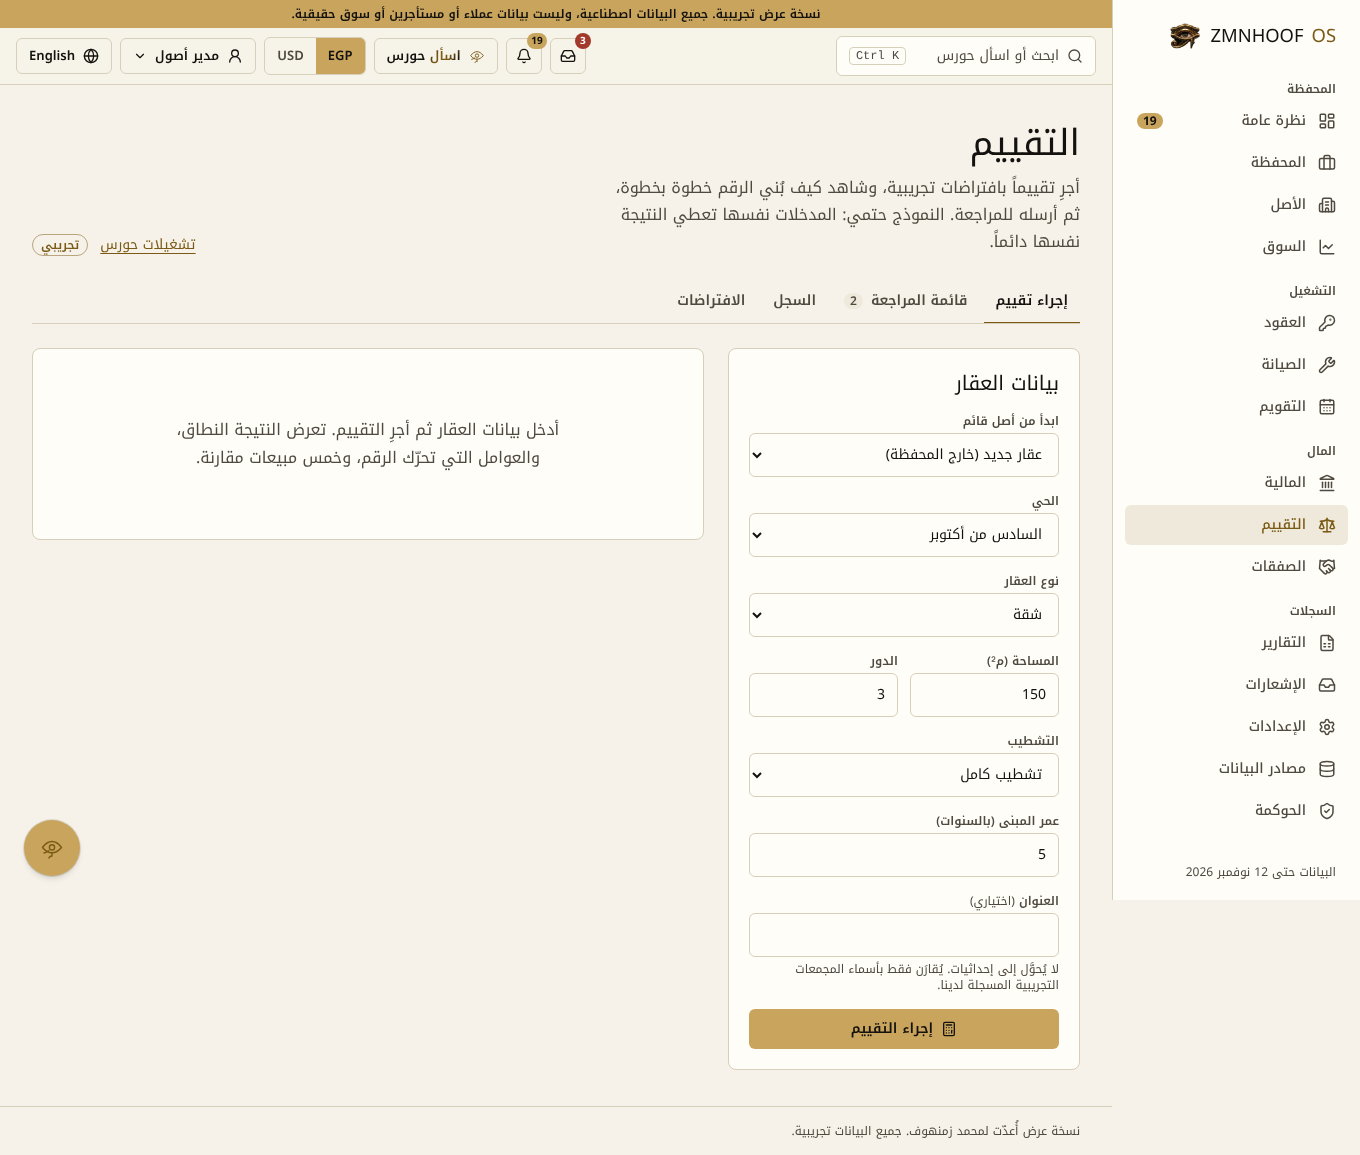 نسخة عرض تجريبية. جميع البيانات اصطناعية، وليست بيانات عملاء أو مستأجرين أو سوق حقيقية.
ZMNHOOF OS
المحفظة
نظرة عامة 19
المحفظة
الأصل
السوق
التشغيل
العقود
الصيانة
التقويم
المال
المالية
التقييم
الصفقات
السجلات
التقارير
الإشعارات
الإعدادات
مصادر البيانات
الحوكمة
البيانات حتى 12 نوفمبر 2026
ابحث أو اسأل حورس Ctrl K
3
19
اسأل حورس
EGP USD
مدير أصول
English
التقييم
أجرِ تقييماً بافتراضات تجريبية، وشاهد كيف بُني الرقم خطوة بخطوة،
ثم أرسله للمراجعة. النموذج حتمي: المدخلات نفسها تعطي النتيجة
نفسها دائماً.
تشغيلات حورس
تجريبي
إجراء تقييم
قائمة المراجعة 2
السجل
الافتراضات
بيانات العقار
ابدأ من أصل قائم
عقار جديد (خارج المحفظة)
الحي
السادس من أكتوبر
نوع العقار
شقة
المساحة (م²) الدور
150 3
التشطيب
تشطيب كامل
عمر المبنى (بالسنوات)
5
العنوان (اختياري)
لا يُحوَّل إلى إحداثيات. يُقارَن فقط بأسماء المجمعات
التجريبية المسجلة لدينا.
إجراء التقييم
أدخل بيانات العقار ثم أجرِ التقييم. تعرض النتيجة النطاق،
والعوامل التي تحرّك الرقم، وخمس مبيعات مقارنة.
نسخة عرض أُعدّت لمحمد زمنهوف. جميع البيانات تجريبية.